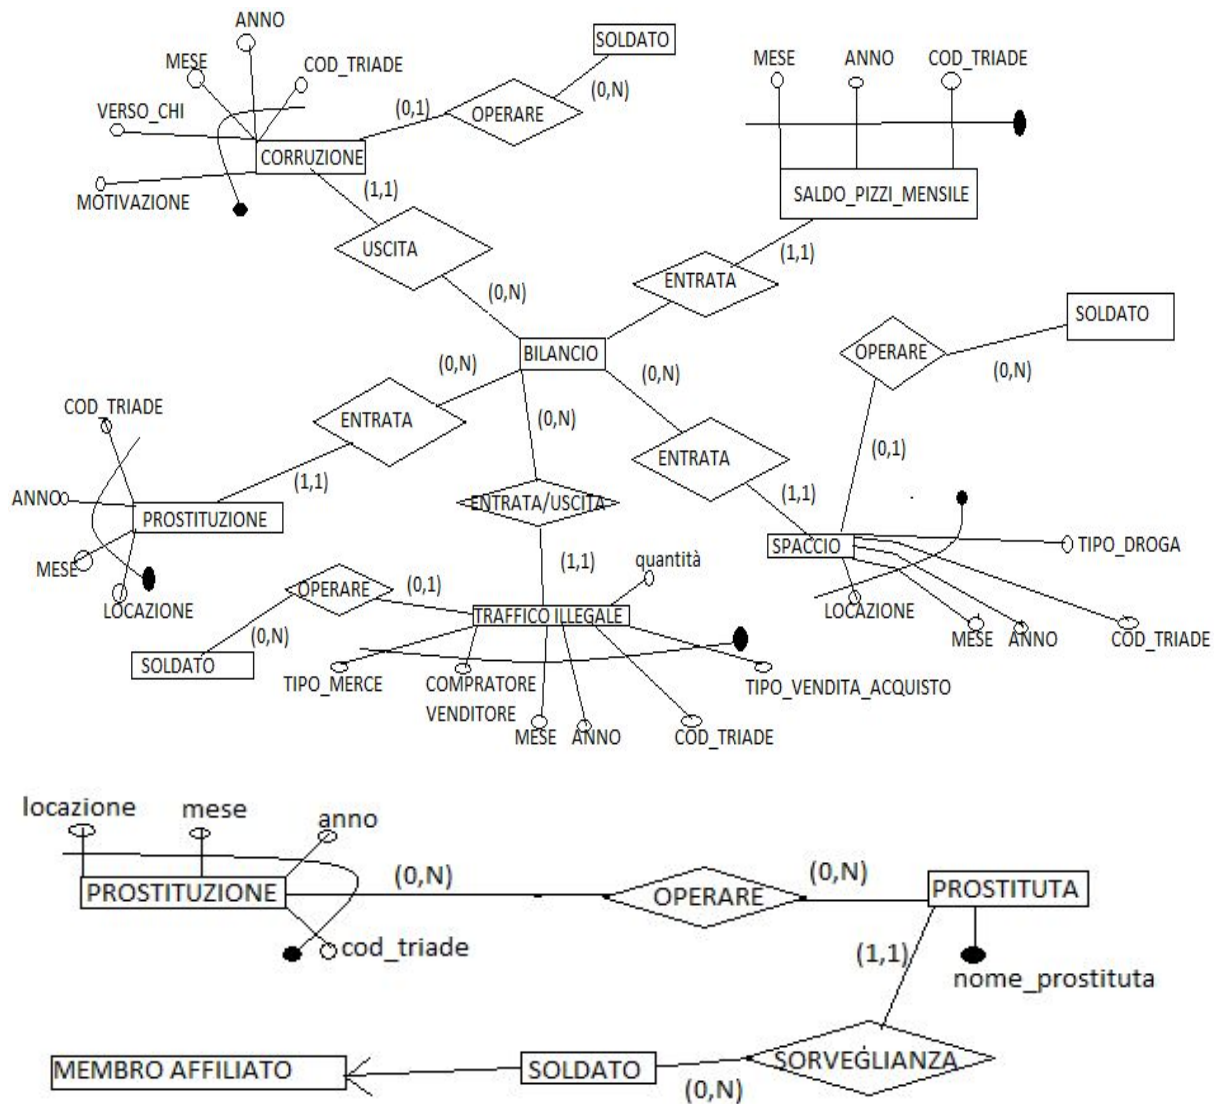 ANNO
SOLDATO
MESE
COD_TRIADE
MESE
ANNO
COD_TRIADE
VERSO_CHI
(0,1)
OPERARE
(0,N)
CORRUZIONE
MOTIVAZIONE
(1,1)
SALDO_PIZZI_MENSILE
USCITA
(1,1)
ENTRATA
(0,N)
SOLDATO
BILANCIO
OPERARE
(0,N)
(0,N)
(0,N)
COD_TRIADE
ENTRATA
(0,N)
(0,1)
ENTRATA
(1,1)
(1,1)
ANNO
PROSTITUZIONE
ENTRATA/USCITA
SPACCIO
TIPO_DROGA
MESE
(1,1)
quantità
LOCAZIONE
OPERARE
(0,1)
LOCAZIONE
TRAFFICO ILLEGALE
MESE
ANNO
COD_TRIADE
(0,N)
SOLDATO
TIPO_MERCE
COMPRATORE
VENDITORE
TIPO_VENDITA_ACQUISTO
MESE
ANNO
COD_TRIADE
locazione
mese
anno
PROSTITUZIONE
(0,N)
OPERARE
(0,N)
PROSTITUTA
cod_triade
(1,1)
nome_prostituta
MEMBRO AFFILIATO
SOLDATO
(0,N)
SORVEGLIANZA